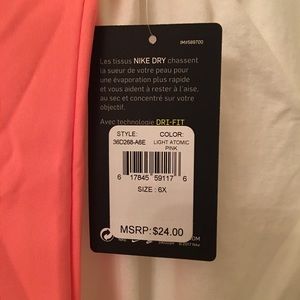 IM#589700
Les tissus NIKE DRY chassent
la sueur de votre peau pour
une évaporation plus rapide
et vous aident à rester à l'aise,
au sec et concentré sur votre
objectif.
Avec technologie DRI-FIT
STYLE: COLOR:
36D268-A6E LIGHT ATOMIC
PINK
6 17845 59117 6
SIZE : 6X
MSRP: $24.00